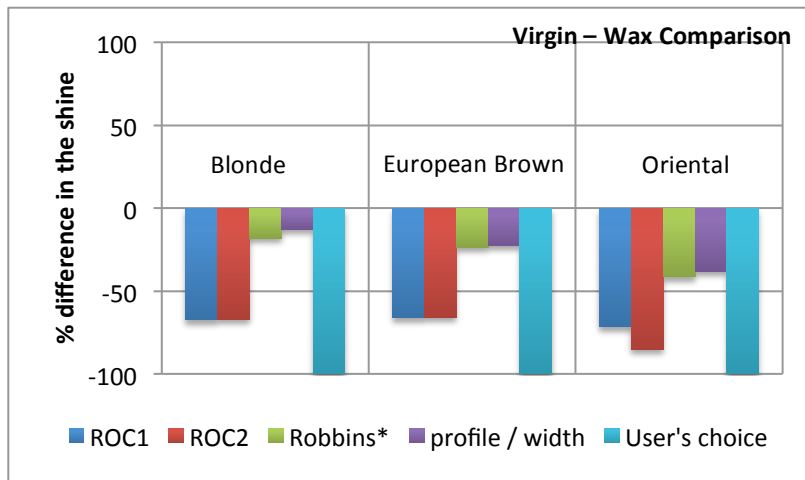 Virgin – Wax Comparison
% difference in the shine
100
50
0
-50
-100
Blonde
European Brown
Oriental
ROC1
ROC2
Robbins*
profile / width
User's choice